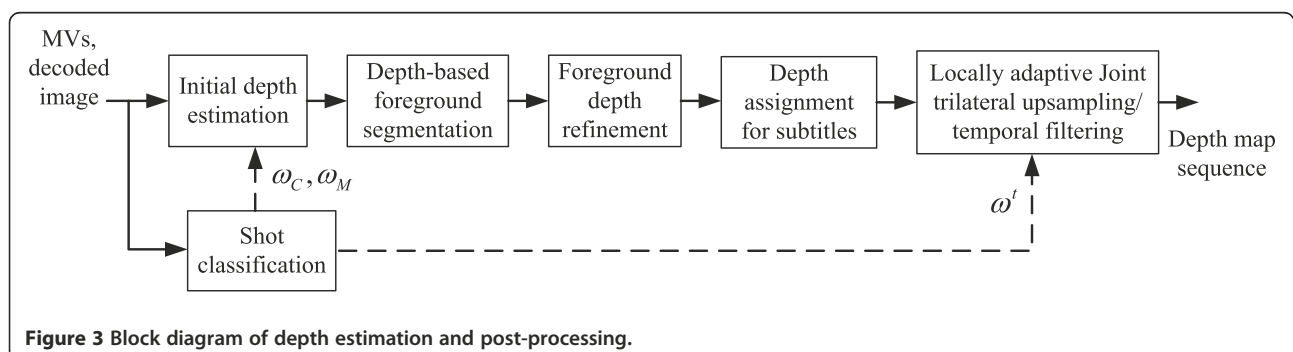 MVs,
decoded
image
Initial depth
estimation
Depth-based
foreground
segmentation
Foreground
depth
refinement
Depth
assignment
for subtitles
Locally adaptive Joint
trilateral upsampling/
temporal filtering
Depth map
sequence
ω_C, ω_M
ω^t
Shot
classification
Figure 3 Block diagram of depth estimation and post-processing.